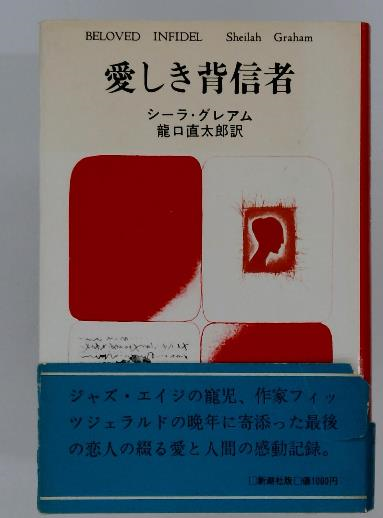 BELOVED INFIDEL Sheilah Graham
愛しき背信者
シーラ・グレアム
龍口直太郎訳
ジャズ・エイジの寵児、作家フィッ
ツジェラルドの晩年に寄添った最後
の恋人の綴る愛と人間の感動記録。
□新潮社版□価1000円